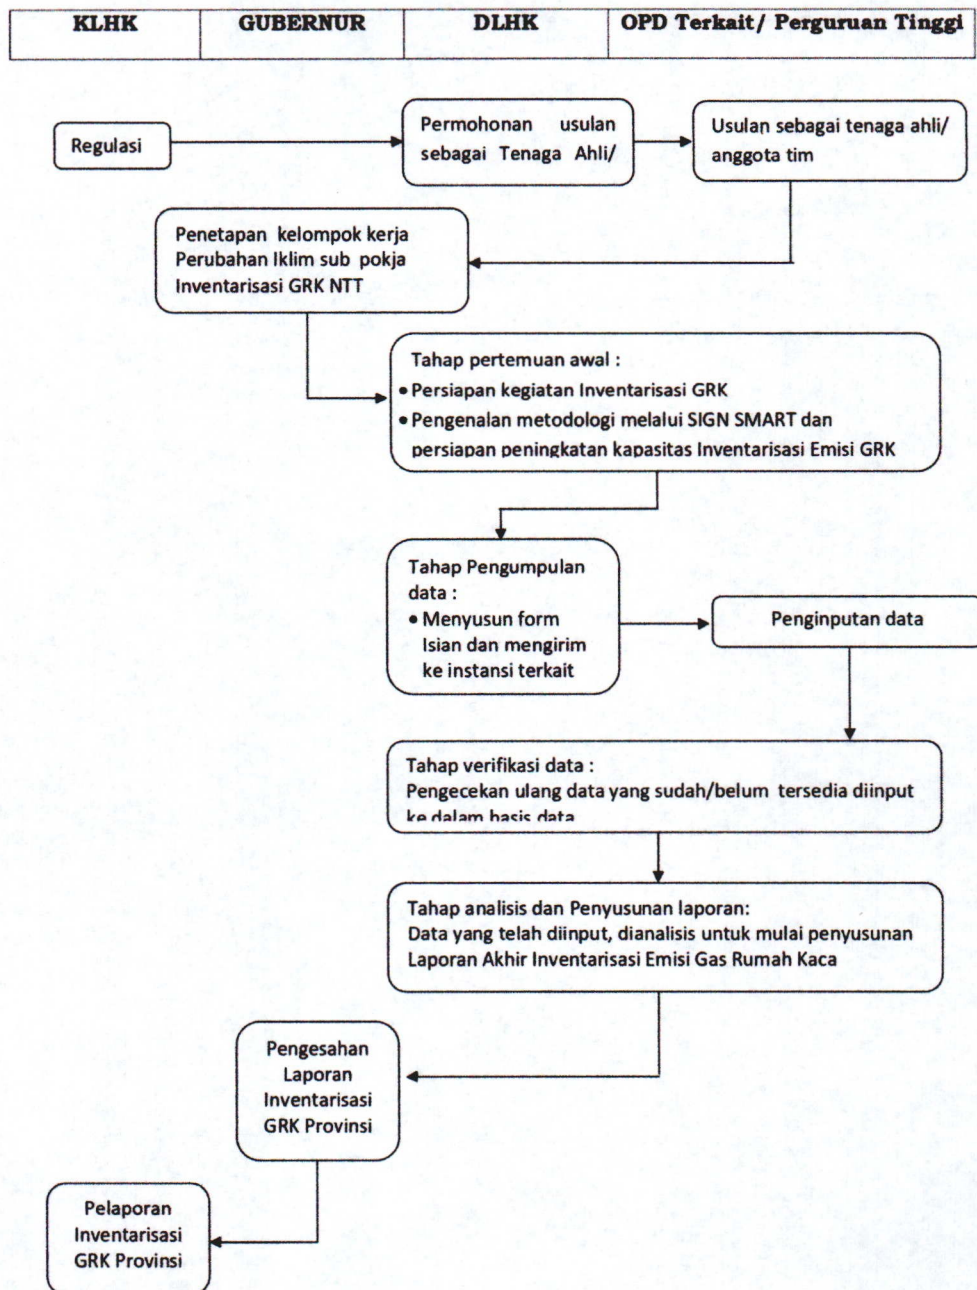 KLHK GUBERNUR DLHK OPD Terkait/ Perguruan Tinggi
Regulasi
Permohonan usulan
sebagai Tenaga Ahli/
Usulan sebagai tenaga ahli/
anggota tim
Penetapan kelompok kerja
Perubahan Iklim sub pokja
Inventarisasi GRK NTT
Tahap pertemuan awal :
• Persiapan kegiatan Inventarisasi GRK
• Pengenalan metodologi melalui SIGN SMART dan
persiapan peningkatan kapasitas Inventarisasi Emisi GRK
Tahap Pengumpulan
data :
• Menyusun form
Isian dan mengirim
ke instansi terkait
Penginputan data
Tahap verifikasi data :
Pengecekan ulang data yang sudah/belum tersedia diinput
ke dalam basis data
Tahap analisis dan Penyusunan laporan:
Data yang telah diinput, dianalisis untuk mulai penyusunan
Laporan Akhir Inventarisasi Emisi Gas Rumah Kaca
Pengesahan
Laporan
Inventarisasi
GRK Provinsi
Pelaporan
Inventarisasi
GRK Provinsi